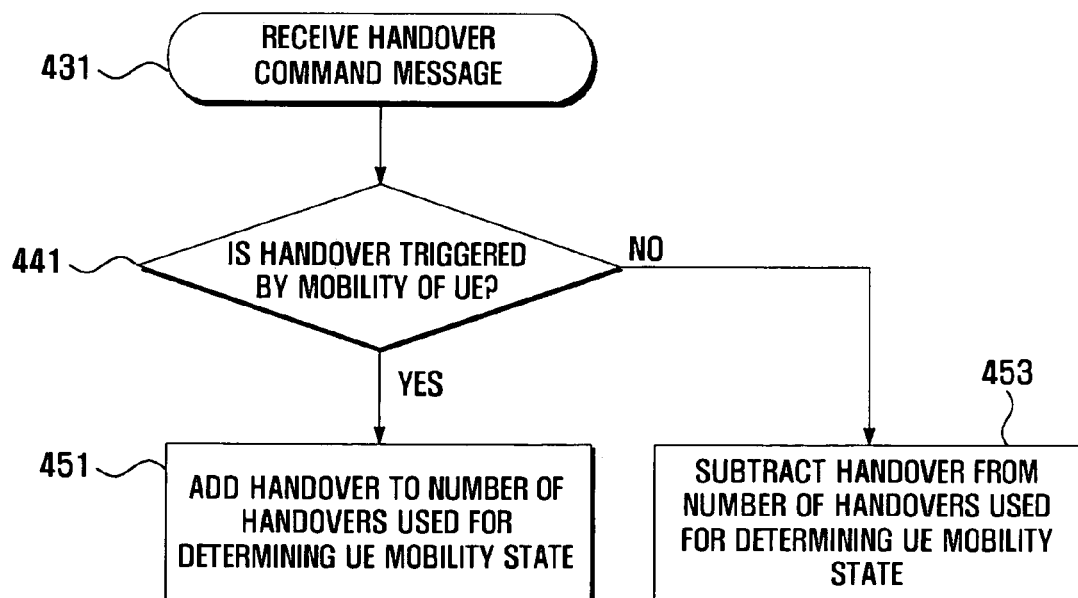 RECEIVE HANDOVER
COMMAND MESSAGE
431
IS HANDOVER TRIGGERED
BY MOBILITY OF UE?
441
NO
YES
453
451
ADD HANDOVER TO NUMBER OF
HANDOVERS USED FOR
DETERMINING UE MOBILITY STATE
SUBTRACT HANDOVER FROM
NUMBER OF HANDOVERS USED
FOR DETERMINING UE MOBILITY
STATE